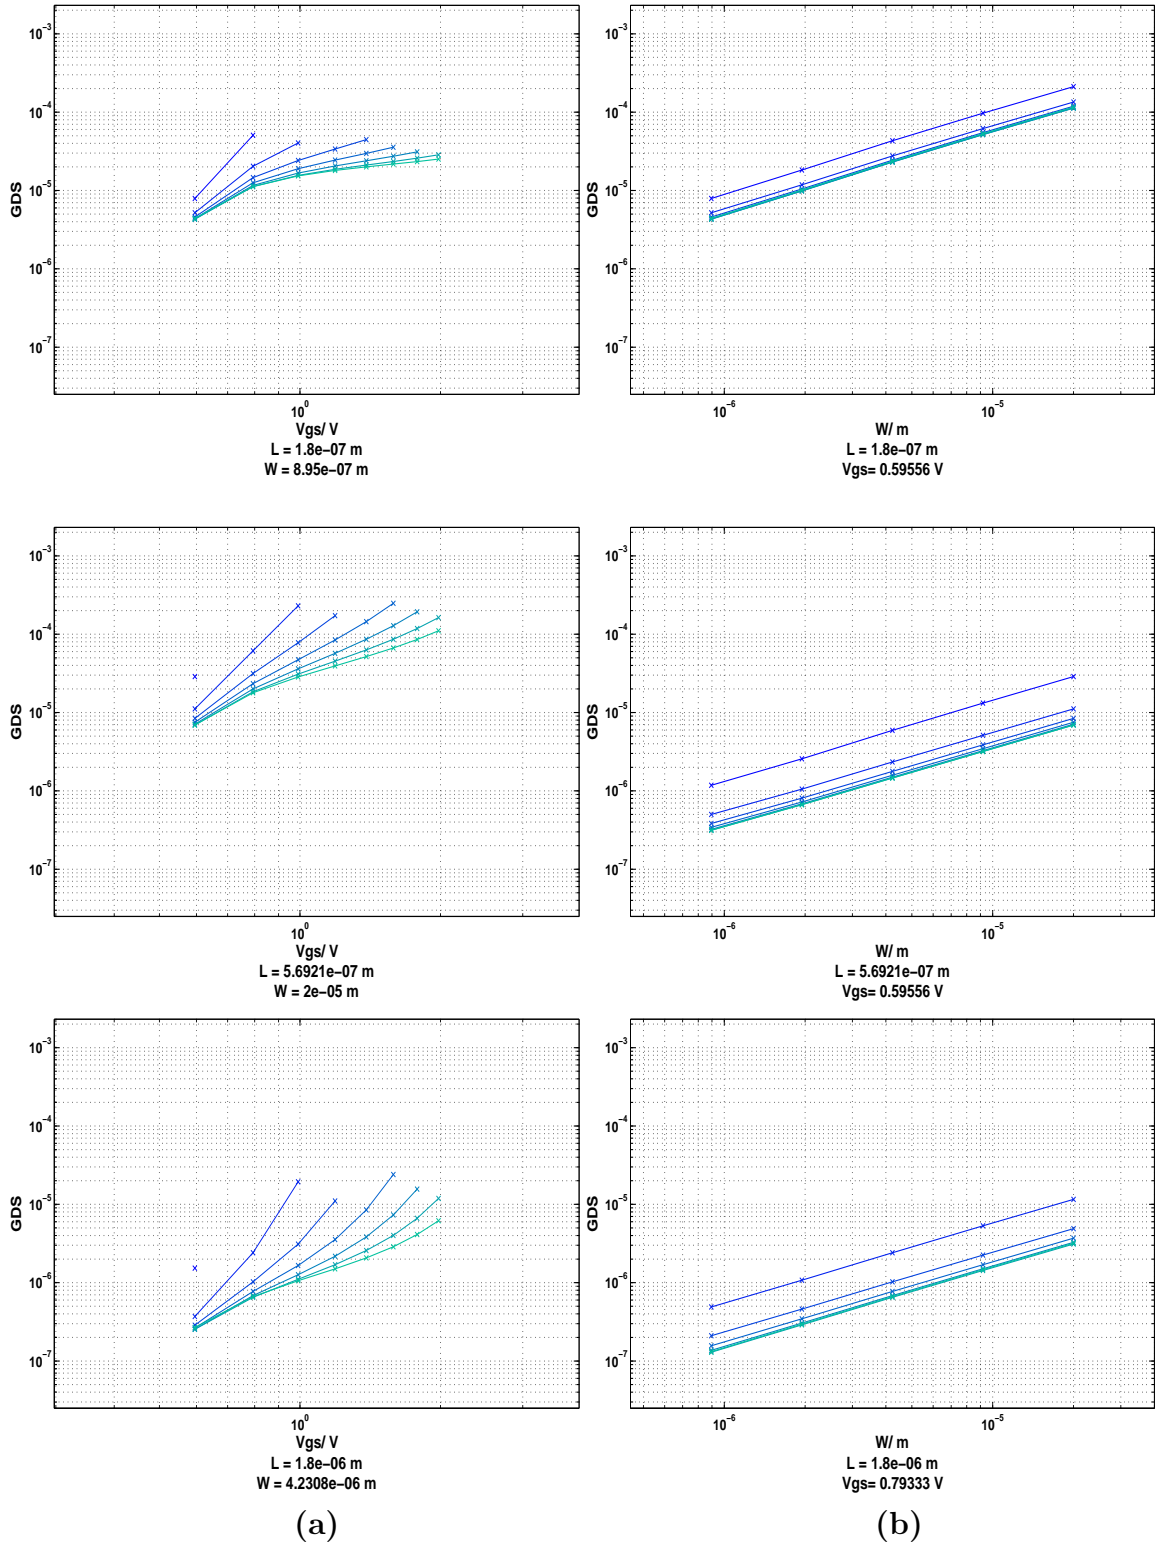 10⁻³ 10⁻³
10⁻⁴ 10⁻⁴
GDS 10⁻⁵ GDS 10⁻⁵
10⁻⁶ 10⁻⁶
10⁻⁷ 10⁻⁷
10⁰ 10⁻⁶ 10⁻⁵
Vgs/ V W/ m
L = 1.8e−07 m L = 1.8e−07 m
W = 8.95e−07 m Vgs= 0.59556 V
10⁻³ 10⁻³
10⁻⁴ 10⁻⁴
GDS 10⁻⁵ GDS 10⁻⁵
10⁻⁶ 10⁻⁶
10⁻⁷ 10⁻⁷
10⁰ 10⁻⁶ 10⁻⁵
Vgs/ V W/ m
L = 5.6921e−07 m L = 5.6921e−07 m
W = 2e−05 m Vgs= 0.59556 V
10⁻³ 10⁻³
10⁻⁴ 10⁻⁴
GDS 10⁻⁵ GDS 10⁻⁵
10⁻⁶ 10⁻⁶
10⁻⁷ 10⁻⁷
10⁰ 10⁻⁶ 10⁻⁵
Vgs/ V W/ m
L = 1.8e−06 m L = 1.8e−06 m
W = 4.2308e−06 m Vgs= 0.79333 V
(a) (b)